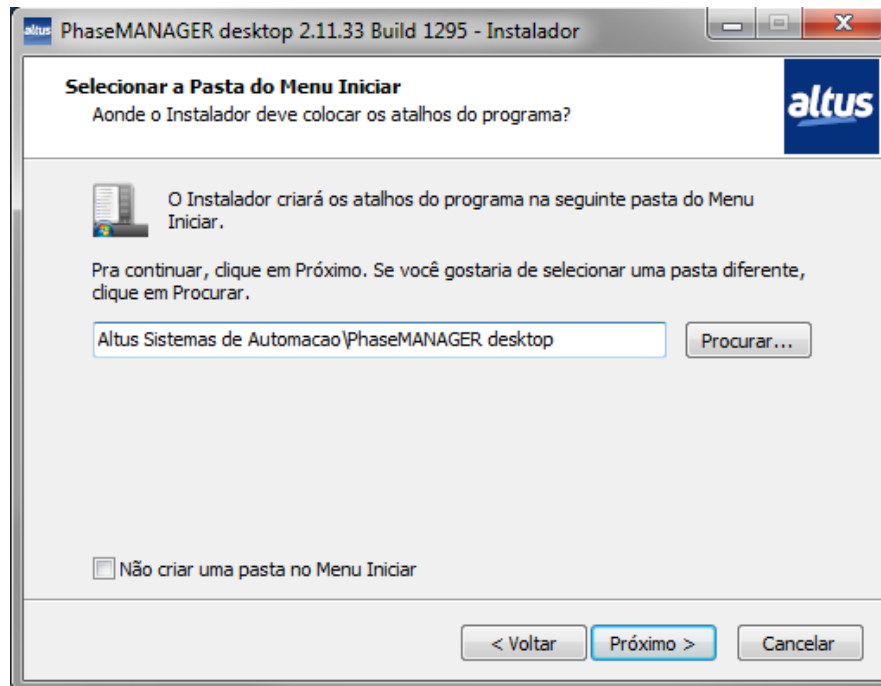 altus PhaseMANAGER desktop 2.11.33 Build 1295 - Instalador
Selecionar a Pasta do Menu Iniciar
Aonde o Instalador deve colocar os atalhos do programa?
altus
O Instalador criará os atalhos do programa na seguinte pasta do Menu
Iniciar.
Pra continuar, clique em Próximo. Se você gostaria de selecionar uma pasta diferente,
clique em Procurar.
Altus Sistemas de Automacao\PhaseMANAGER desktop
Procurar...
Não criar uma pasta no Menu Iniciar
< Voltar
Próximo >
Cancelar